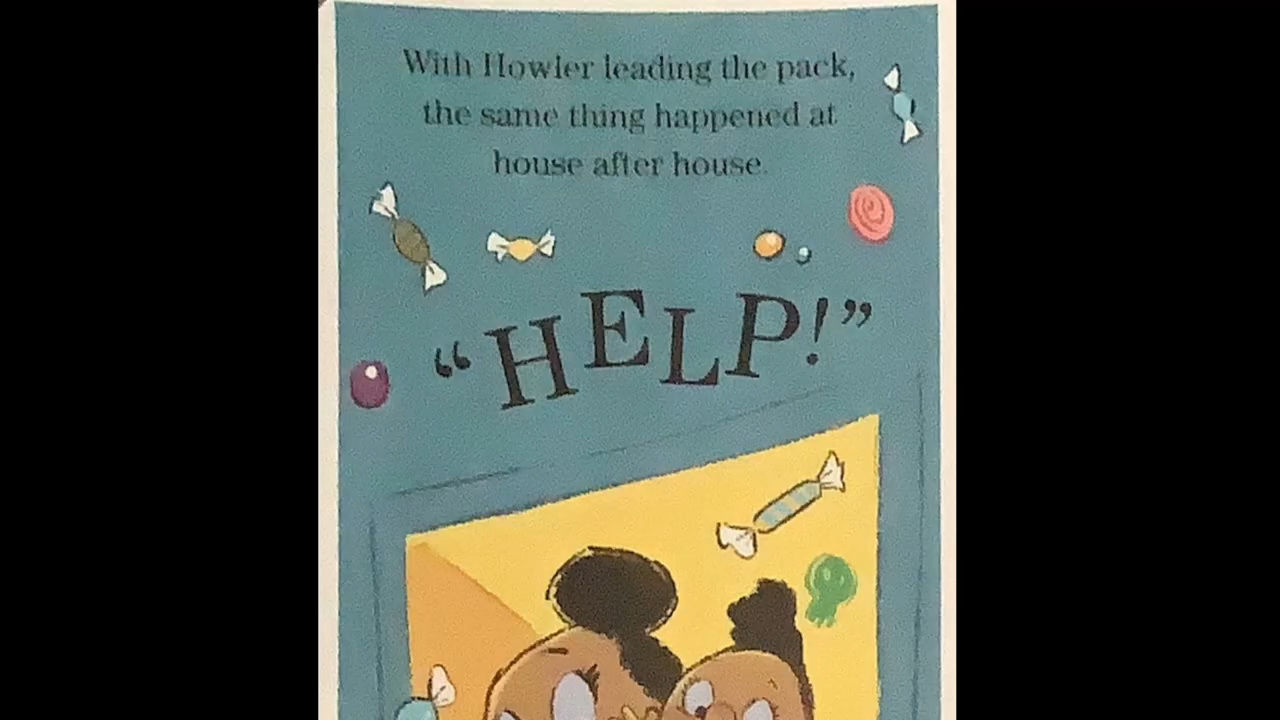 With Howler leading the pack,
the same thing happened at
house after house.
“HELP!”